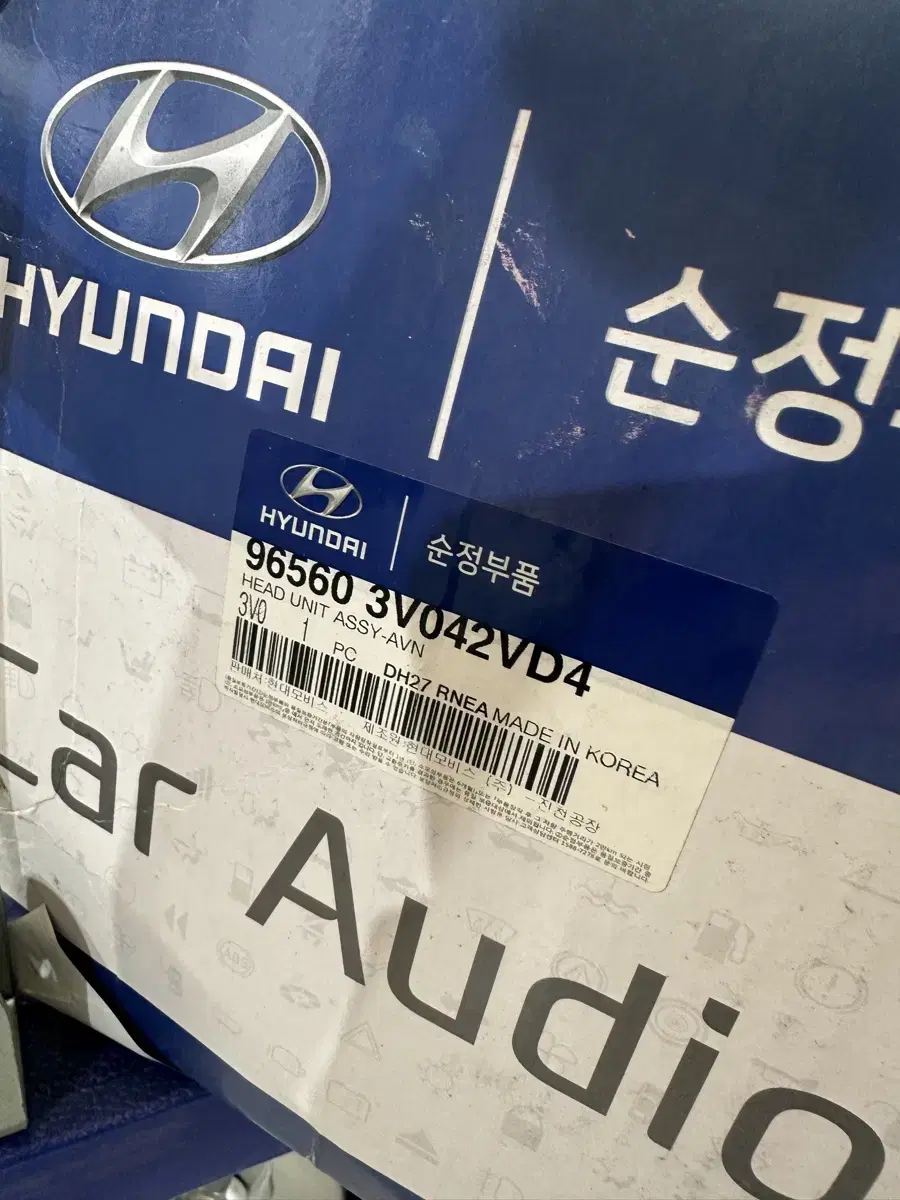 HYUNDAI
순정
HYUNDAI
순정부품
96560 3V042VD4
HEAD UNIT ASSY-AVN
3V0
1 PC DH27 RNEA MADE IN KOREA
판매처:현대모비스 제조원:현대모비스 (주) 진천공장
Car Audio